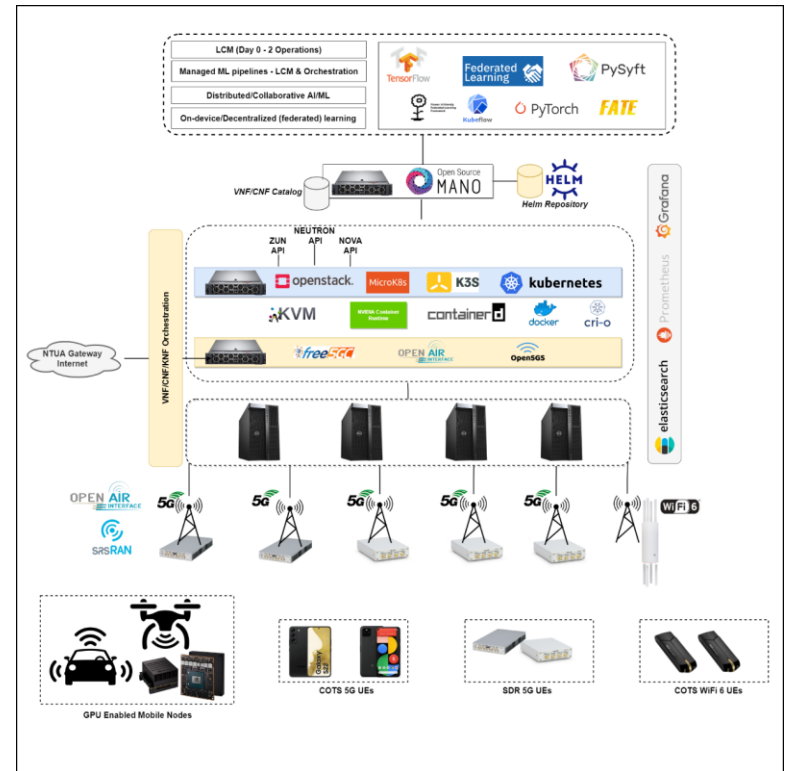 LCM (Day 0 - 2 Operations)
Managed ML pipelines - LCM & Orchestration
Distributed/Collaborative AI/ML
On-device/Decentralized (federated) learning
TensorFlow
Federated
Learning
PySyft
Kubeflow
PyTorch
FATE
VNF/CNF Catalog
Open Source
MANO
HELM
Helm Repository
ZUN
API
NEUTRON
API
NOVA
API
openstack.
MicroK8s
K3S
kubernetes
KVM
NVIDIA Container
Runtime
containerd
docker
cri-o
free5GC
OPEN AIR
INTERFACE
Open5GS
VNF/CNF/KNF Orchestration
NTUA Gateway
Internet
Grafana
Prometheus
elasticsearch
OPEN AIR
INTERFACE
srsRAN
5G
5G
5G
5G
5G
WiFi 6
Galaxy
S22
GPU Enabled Mobile Nodes
COTS 5G UEs
SDR 5G UEs
COTS WiFi 6 UEs